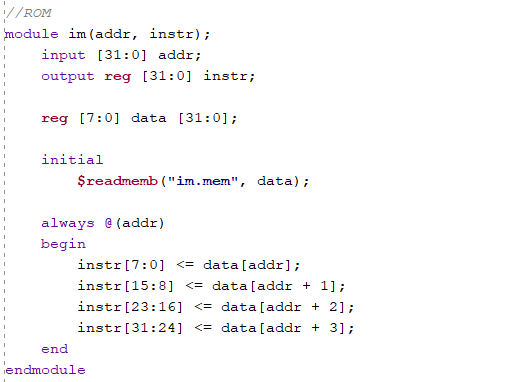 //ROM
module im(addr, instr);
    input [31:0] addr;
    output reg [31:0] instr;

    reg [7:0] data [31:0];

    initial
        $readmemb("im.mem", data);

    always @(addr)
    begin
        instr[7:0] <= data[addr];
        instr[15:8] <= data[addr + 1];
        instr[23:16] <= data[addr + 2];
        instr[31:24] <= data[addr + 3];
    end
endmodule